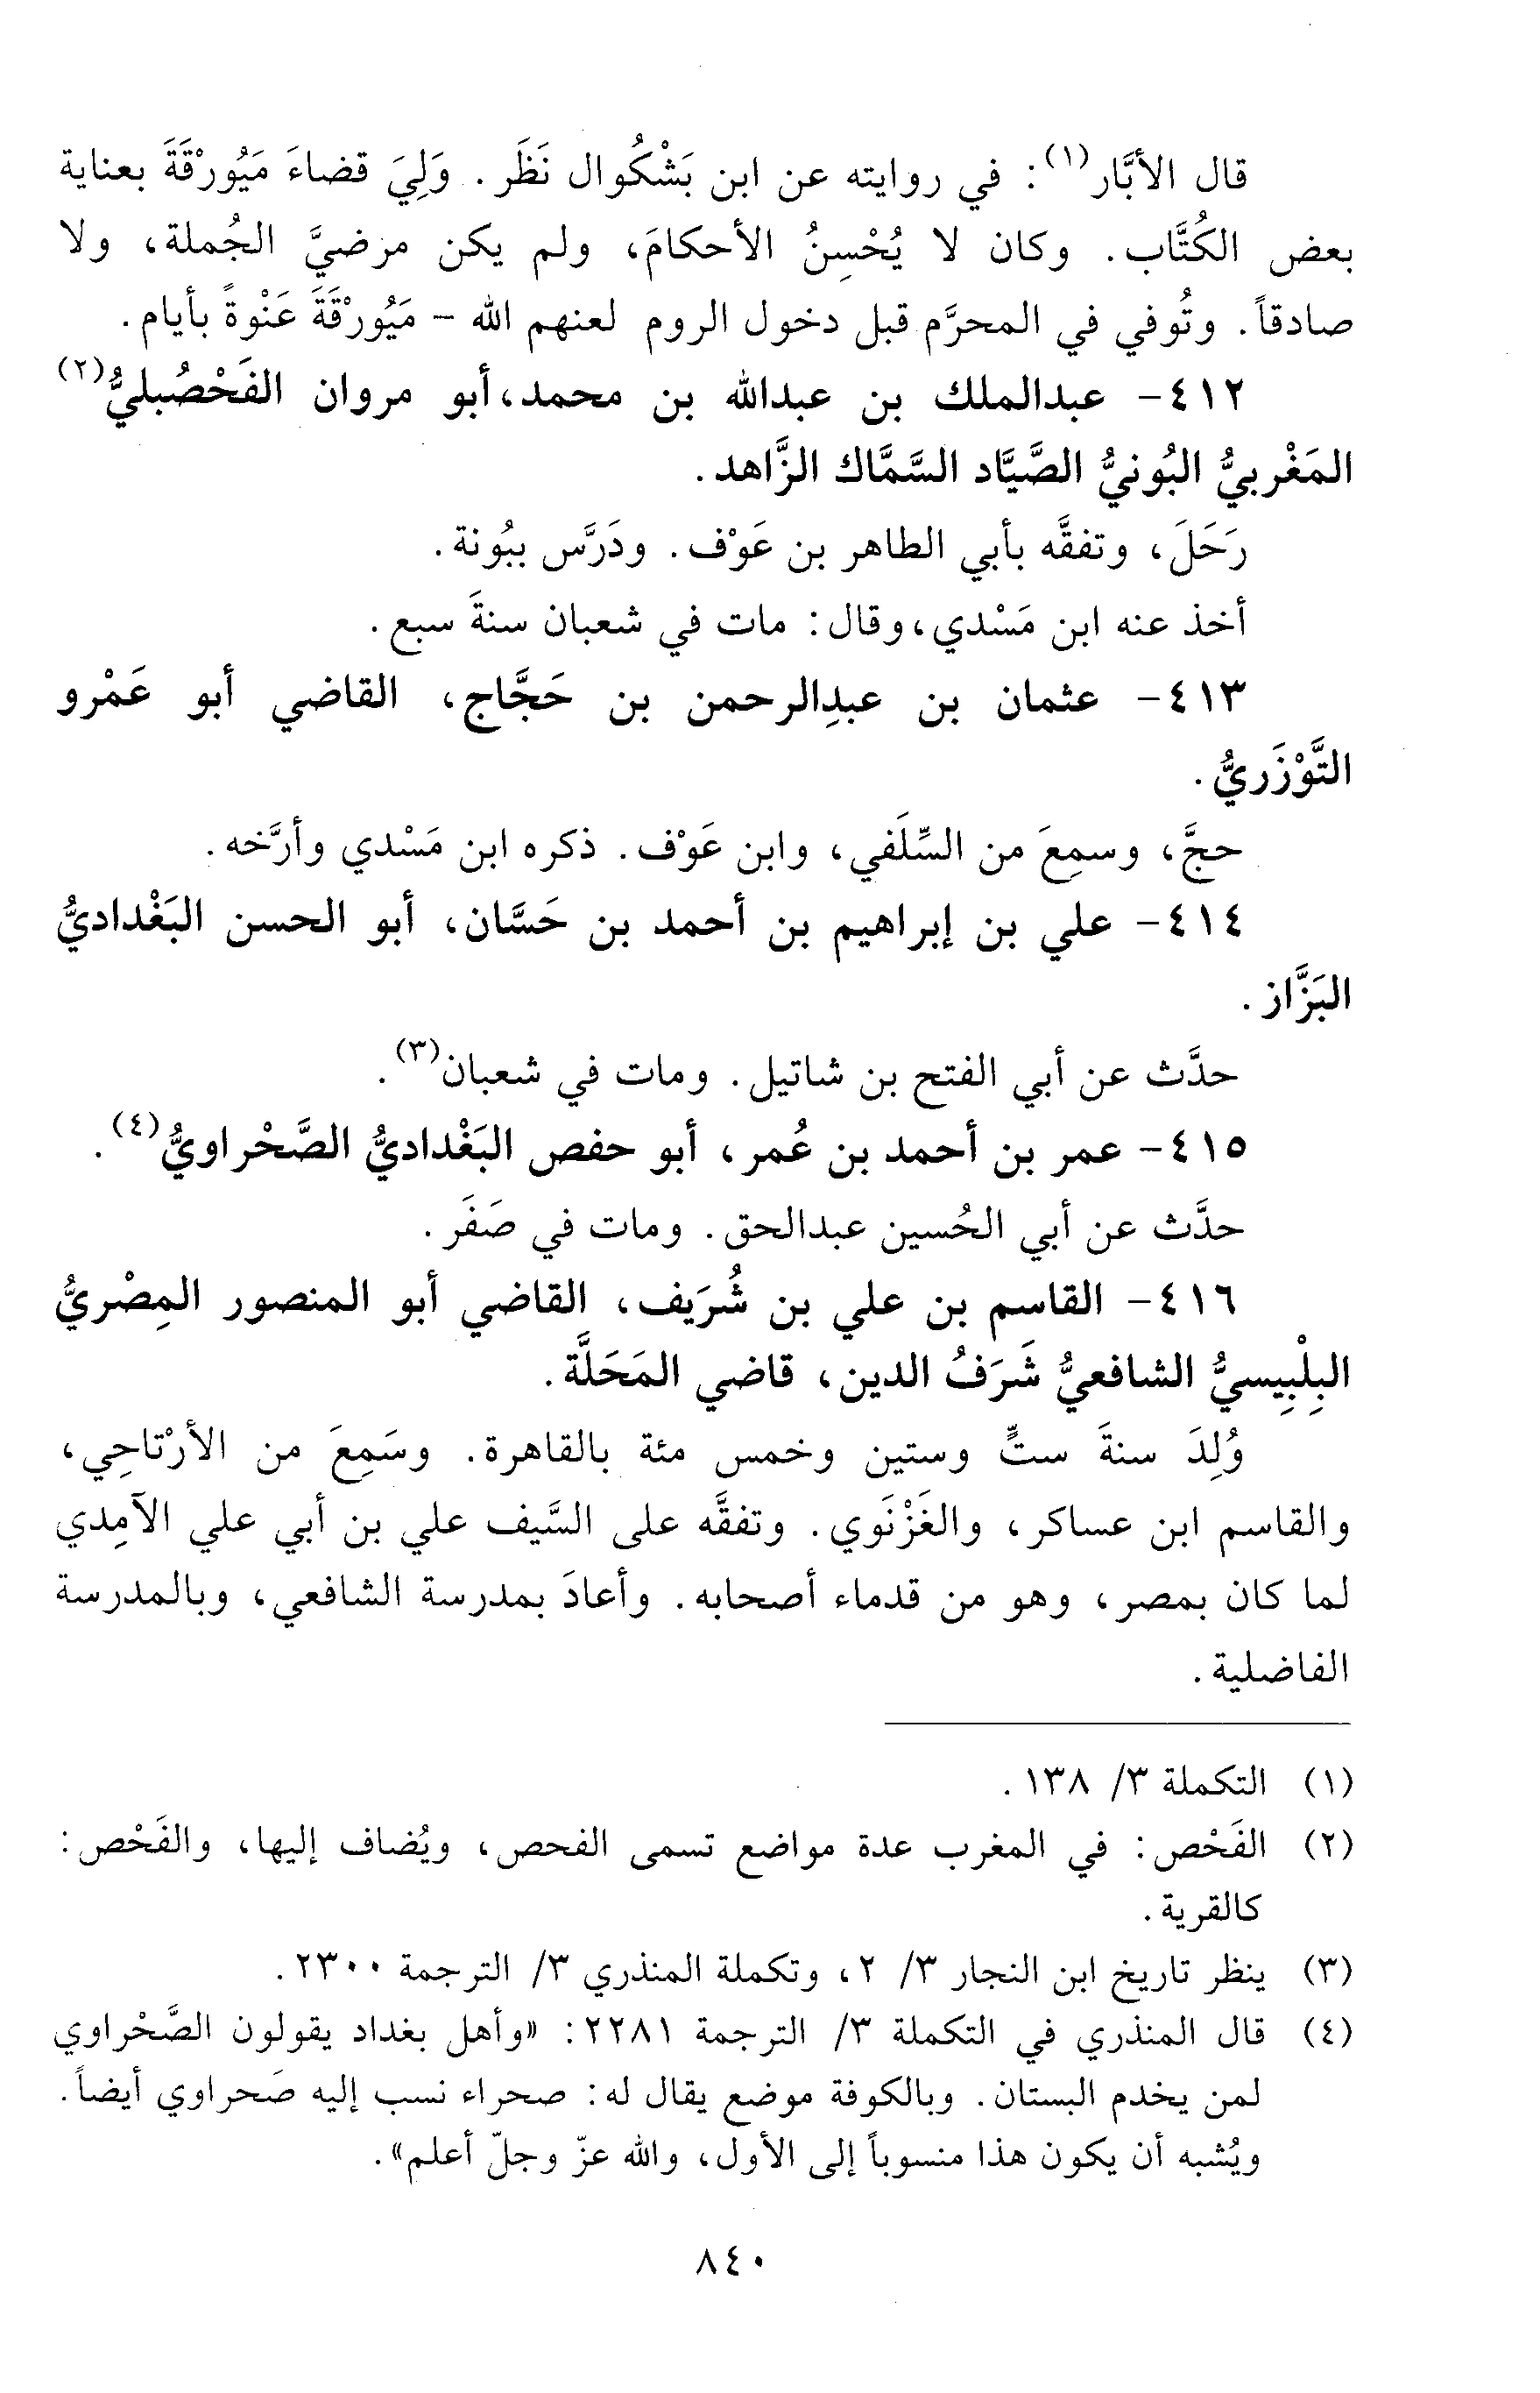 قال الأبَّار(١): في روايته عن ابن بَشْكُوال نَظَر. وَلِيَ قضاءَ مَيُورْقَةَ بعناية
بعض الكُتَّاب. وكان لا يُحْسِنُ الأحكامَ، ولم يكن مرضيَّ الجُملة، ولا
صادقاً. وتُوفي في المحرَّم قبل دخول الروم لعنهم الله - مَيُورْقَةَ عَنْوةً بأيام.
٤١٢- عبدالملك بن عبدالله بن محمد، أبو مروان الفَحْصُبليُّ(٢)
المَغْربيُّ البُونيُّ الصَّيَّاد السَّمَّاك الزَّاهد.
رَحَلَ، وتفقَّه بأبي الطاهر بن عَوْف. ودَرَّس ببُونة.
أخذ عنه ابن مَسْدي، وقال: مات في شعبان سنةَ سبع.
٤١٣- عثمان بن عبدِالرحمن بن حَجَّاج، القاضي أبو عَمْرو
التَّوْزَريُّ.
حجَّ، وسمِعَ من السِّلَفي، وابن عَوْف. ذكره ابن مَسْدي وأرَّخه.
٤١٤- علي بن إبراهيم بن أحمد بن حَسَّان، أبو الحسن البَغْداديُّ
البَزَّاز.
حدَّث عن أبي الفتح بن شاتيل. ومات في شعبان(٣).
٤١٥- عمر بن أحمد بن عُمر، أبو حفص البَغْداديُّ الصَّحْراويُّ(٤).
حدَّث عن أبي الحُسين عبدالحق. ومات في صَفَر.
٤١٦- القاسم بن علي بن شُرَيف، القاضي أبو المنصور المِصْريُّ
البِلْبِيسيُّ الشافعيُّ شَرَفُ الدين، قاضي المَحَلَّة.
وُلِدَ سنةَ ستٍّ وستين وخمس مئة بالقاهرة. وسَمِعَ من الأرْتاحِي،
والقاسم ابن عساكر، والغَزْنَوي. وتفقَّه على السَّيف علي بن أبي علي الآمِدي
لما كان بمصر، وهو من قدماء أصحابه. وأعادَ بمدرسة الشافعي، وبالمدرسة
الفاضلية.
(١) التكملة ٣/ ١٣٨.
(٢) الفَحْص: في المغرب عدة مواضع تسمى الفحص، ويُضاف إليها، والفَحْص:
كالقرية.
(٣) ينظر تاريخ ابن النجار ٣/ ٢، وتكملة المنذري ٣/ الترجمة ٢٣٠٠.
(٤) قال المنذري في التكملة ٣/ الترجمة ٢٢٨١: «وأهل بغداد يقولون الصَّحْراوي
لمن يخدم البستان. وبالكوفة موضع يقال له: صحراء نسب إليه صَحراوي أيضاً.
ويُشبه أن يكون هذا منسوباً إلى الأول، والله عزّ وجلّ أعلم».
٨٤٠